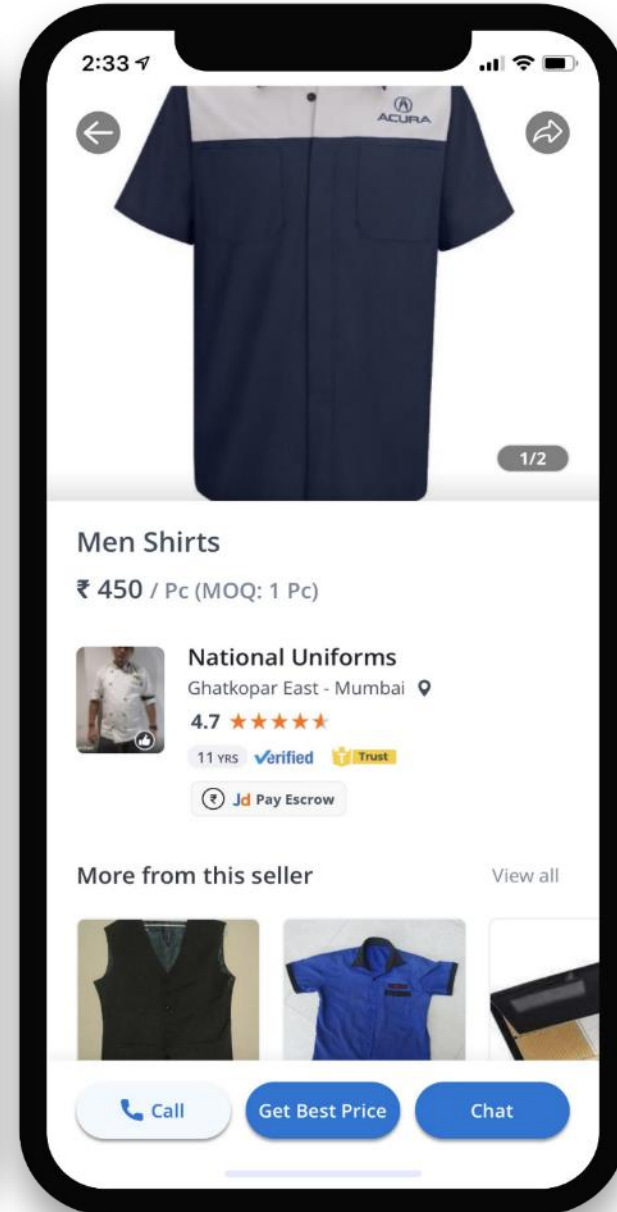 2:33
ACURA
1/2
Men Shirts
₹ 450 / Pc (MOQ: 1 Pc)
National Uniforms
Ghatkopar East - Mumbai
4.7
11 YRS Verified T Trust
₹ Jd Pay Escrow
More from this seller
View all
Call
Get Best Price
Chat